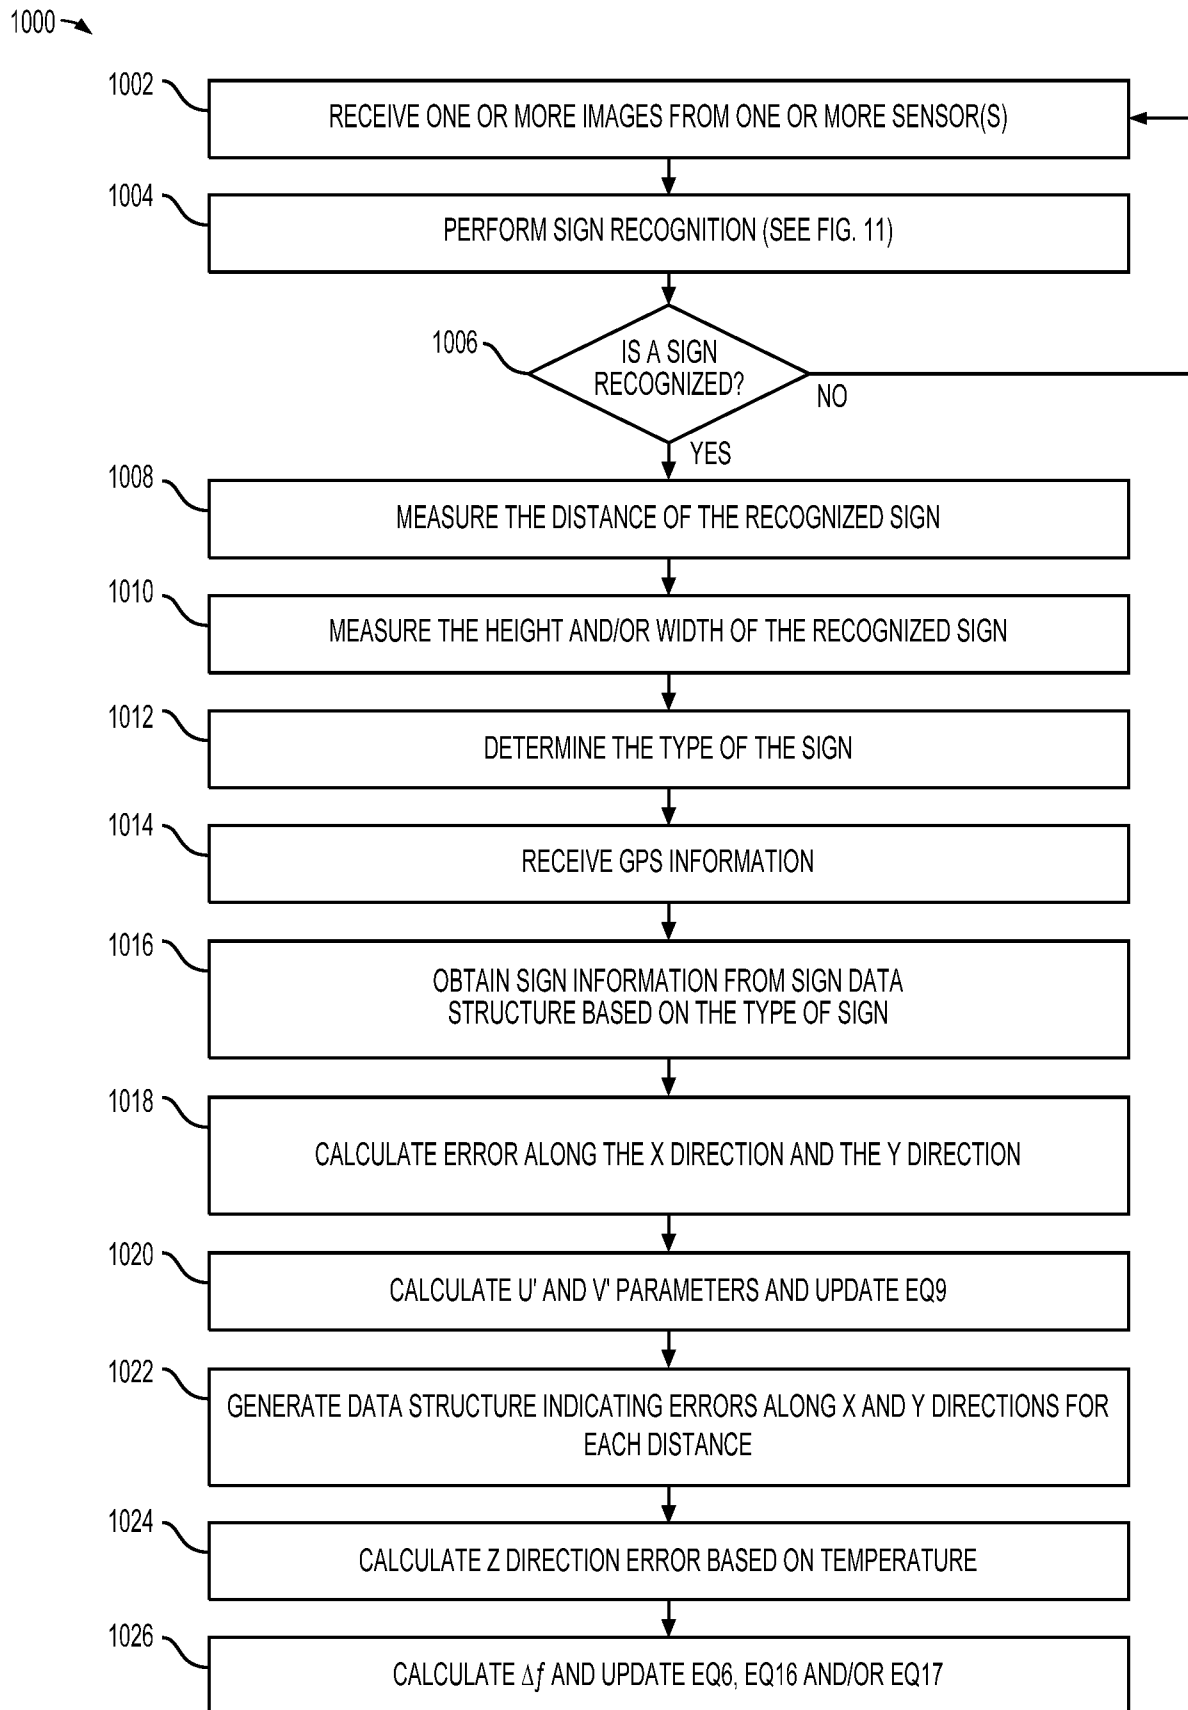 1000
1002
RECEIVE ONE OR MORE IMAGES FROM ONE OR MORE SENSOR(S)
1004
PERFORM SIGN RECOGNITION (SEE FIG. 11)
1006
IS A SIGN
RECOGNIZED?
NO
YES
1008
MEASURE THE DISTANCE OF THE RECOGNIZED SIGN
1010
MEASURE THE HEIGHT AND/OR WIDTH OF THE RECOGNIZED SIGN
1012
DETERMINE THE TYPE OF THE SIGN
1014
RECEIVE GPS INFORMATION
1016
OBTAIN SIGN INFORMATION FROM SIGN DATA
STRUCTURE BASED ON THE TYPE OF SIGN
1018
CALCULATE ERROR ALONG THE X DIRECTION AND THE Y DIRECTION
1020
CALCULATE U' AND V' PARAMETERS AND UPDATE EQ9
1022
GENERATE DATA STRUCTURE INDICATING ERRORS ALONG X AND Y DIRECTIONS FOR
EACH DISTANCE
1024
CALCULATE Z DIRECTION ERROR BASED ON TEMPERATURE
1026
CALCULATE Δƒ AND UPDATE EQ6, EQ16 AND/OR EQ17